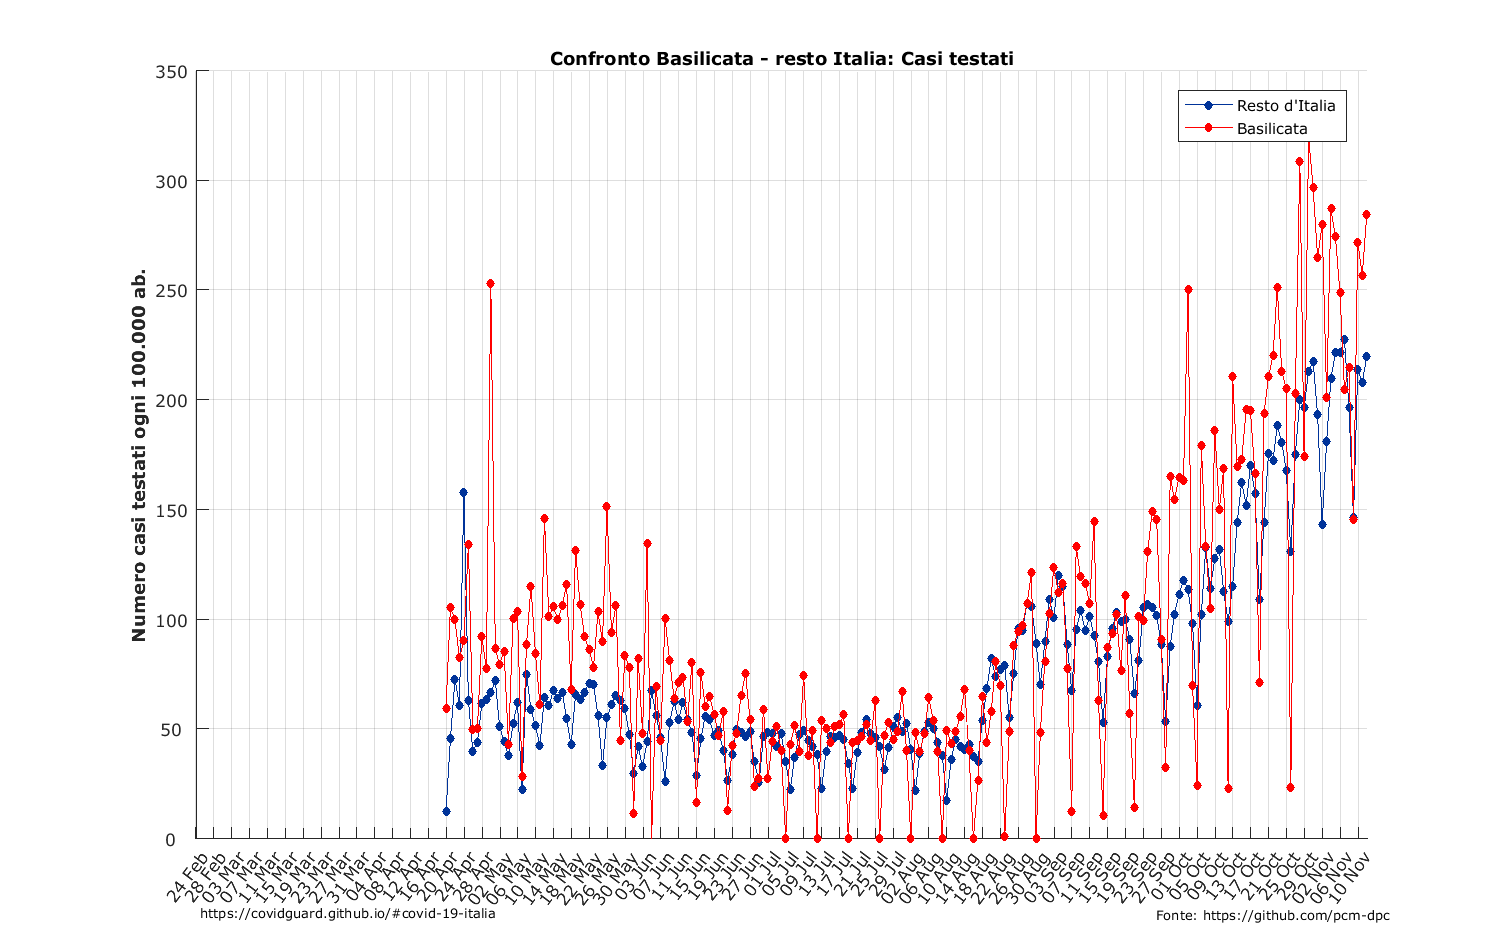 Confronto Basilicata - resto Italia: Casi testati
Resto d'Italia
Basilicata
Numero casi testati ogni 100.000 ab.
350
300
250
200
150
100
50
0
24 Feb
28 Feb
03 Mar
07 Mar
11 Mar
15 Mar
19 Mar
23 Mar
27 Mar
31 Mar
04 Apr
08 Apr
12 Apr
16 Apr
20 Apr
24 Apr
28 Apr
02 May
06 May
10 May
14 May
18 May
22 May
26 May
30 May
03 Jun
07 Jun
11 Jun
15 Jun
19 Jun
23 Jun
27 Jun
01 Jul
05 Jul
09 Jul
13 Jul
17 Jul
21 Jul
25 Jul
29 Jul
02 Aug
06 Aug
10 Aug
14 Aug
18 Aug
22 Aug
26 Aug
30 Aug
03 Sep
07 Sep
11 Sep
15 Sep
19 Sep
23 Sep
27 Sep
01 Oct
05 Oct
09 Oct
13 Oct
17 Oct
21 Oct
25 Oct
29 Oct
02 Nov
06 Nov
10 Nov
https://covidguard.github.io/#covid-19-italia
Fonte: https://github.com/pcm-dpc